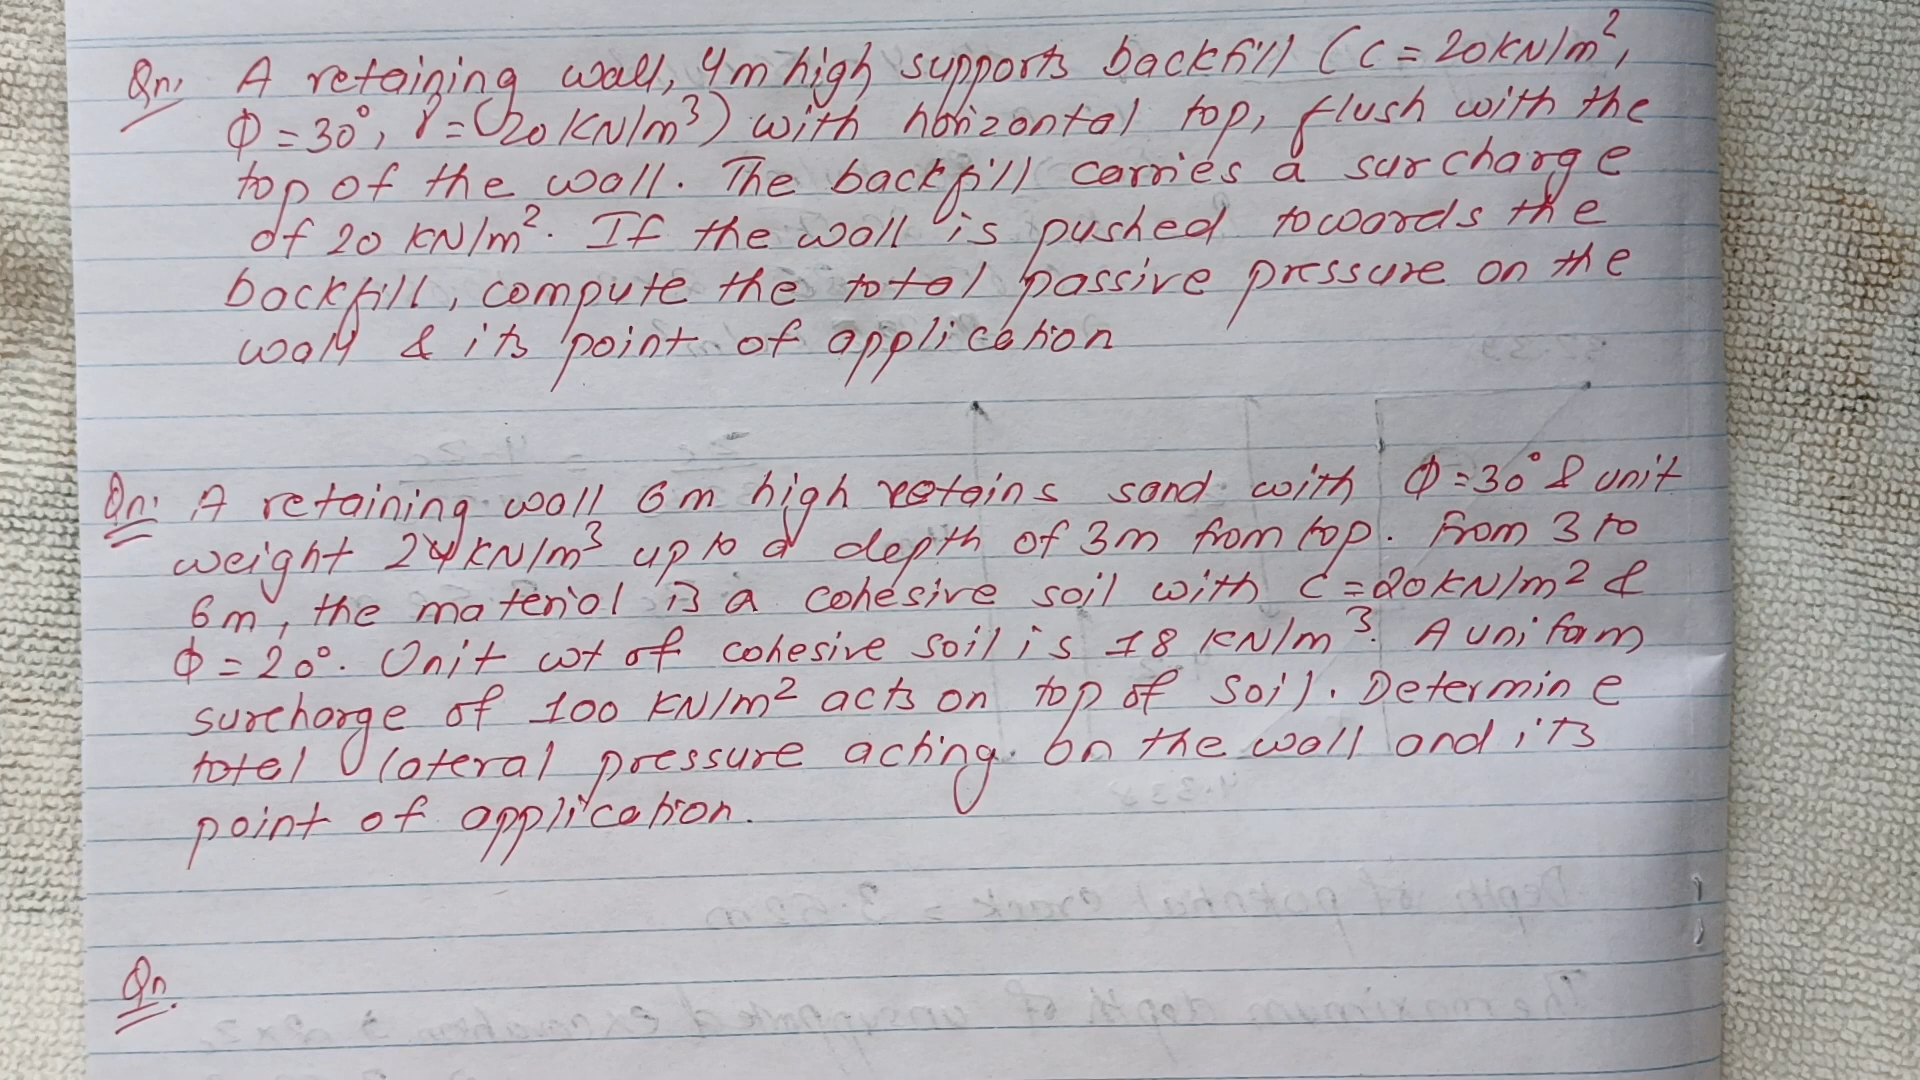 Qn. A retaining wall, 4m high supports backfill (C = 20kN/m²,
Φ = 30°, γ = 20 KN/m³) with horizontal top, flush with the
top of the wall. The backfill carries a surcharge
of 20 KN/m². If the wall is pushed towards the
backfill, compute the total passive pressure on the
wall & its point of application
Qn. A retaining wall 6m high retains sand with Φ = 30° & unit
weight 24 KN/m³ up to a depth of 3m from top. From 3 to
6m, the material is a cohesive soil with C = 20 KN/m² &
Φ = 20°. Unit wt of cohesive soil is 18 KN/m³. A uniform
surcharge of 100 KN/m² acts on top of soil. Determine
total lateral pressure acting on the wall and its
point of application.
Qn.